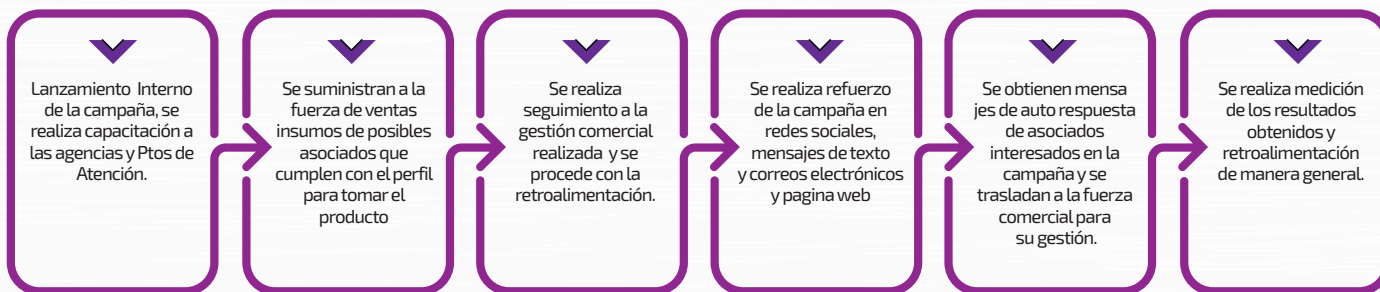 Lanzamiento Interno
de la campaña, se
realiza capacitación a
las agencias y Ptos de
Atención.
Se suministran a la
fuerza de ventas
insumos de posibles
asociados que
cumplen con el perfil
para tomar el
producto
Se realiza
seguimiento a la
gestión comercial
realizada y se
procede con la
retroalimentación.
Se realiza refuerzo
de la campaña en
redes sociales,
mensajes de texto
y correos electrónicos
y pagina web
Se obtienen mensa
jes de auto respuesta
de asociados
interesados en la
campaña y se
trasladan a la fuerza
comercial para
su gestión.
Se realiza medición
de los resultados
obtenidos y
retroalimentación
de manera general.